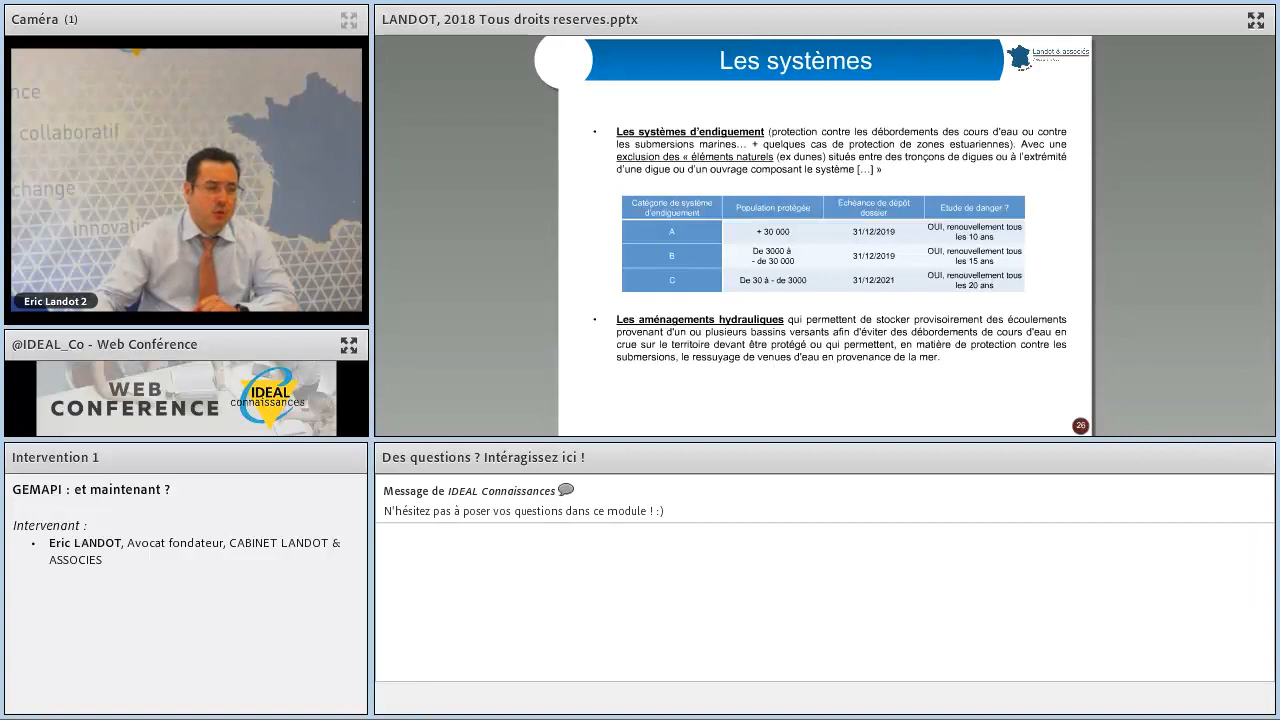 Caméra (1)
nce
collaboratif
change
innovatio
Eric Landot 2
@IDEAL_Co - Web Conférence
WEB
CONFERENCE
IDEAL
connaissances
Intervention 1
GEMAPI : et maintenant ?
Intervenant :
• Eric LANDOT, Avocat fondateur, CABINET LANDOT &
ASSOCIES
LANDOT, 2018 Tous droits reserves.pptx
Les systèmes
Landot & associés
• Les systèmes d'endiguement (protection contre les débordements des cours d'eau ou contre
les submersions marines… + quelques cas de protection de zones estuariennes). Avec une
exclusion des « éléments naturels (ex dunes) situés entre des tronçons de digues ou à l'extrémité
d'une digue ou d'un ouvrage composant le système […] »
Catégorie de système d'endiguement Population protégée Échéance de dépôt dossier Etude de danger ?
A + 30 000 31/12/2019 OUI, renouvellement tous les 10 ans
B De 3000 à - de 30 000 31/12/2019 OUI, renouvellement tous les 15 ans
C De 30 à - de 3000 31/12/2021 OUI, renouvellement tous les 20 ans
• Les aménagements hydrauliques qui permettent de stocker provisoirement des écoulements
provenant d'un ou plusieurs bassins versants afin d'éviter des débordements de cours d'eau en
crue sur le territoire devant être protégé ou qui permettent, en matière de protection contre les
submersions, le ressuyage de venues d'eau en provenance de la mer.
26
Des questions ? Intéragissez ici !
Message de IDEAL Connaissances
N'hésitez pas à poser vos questions dans ce module ! :)